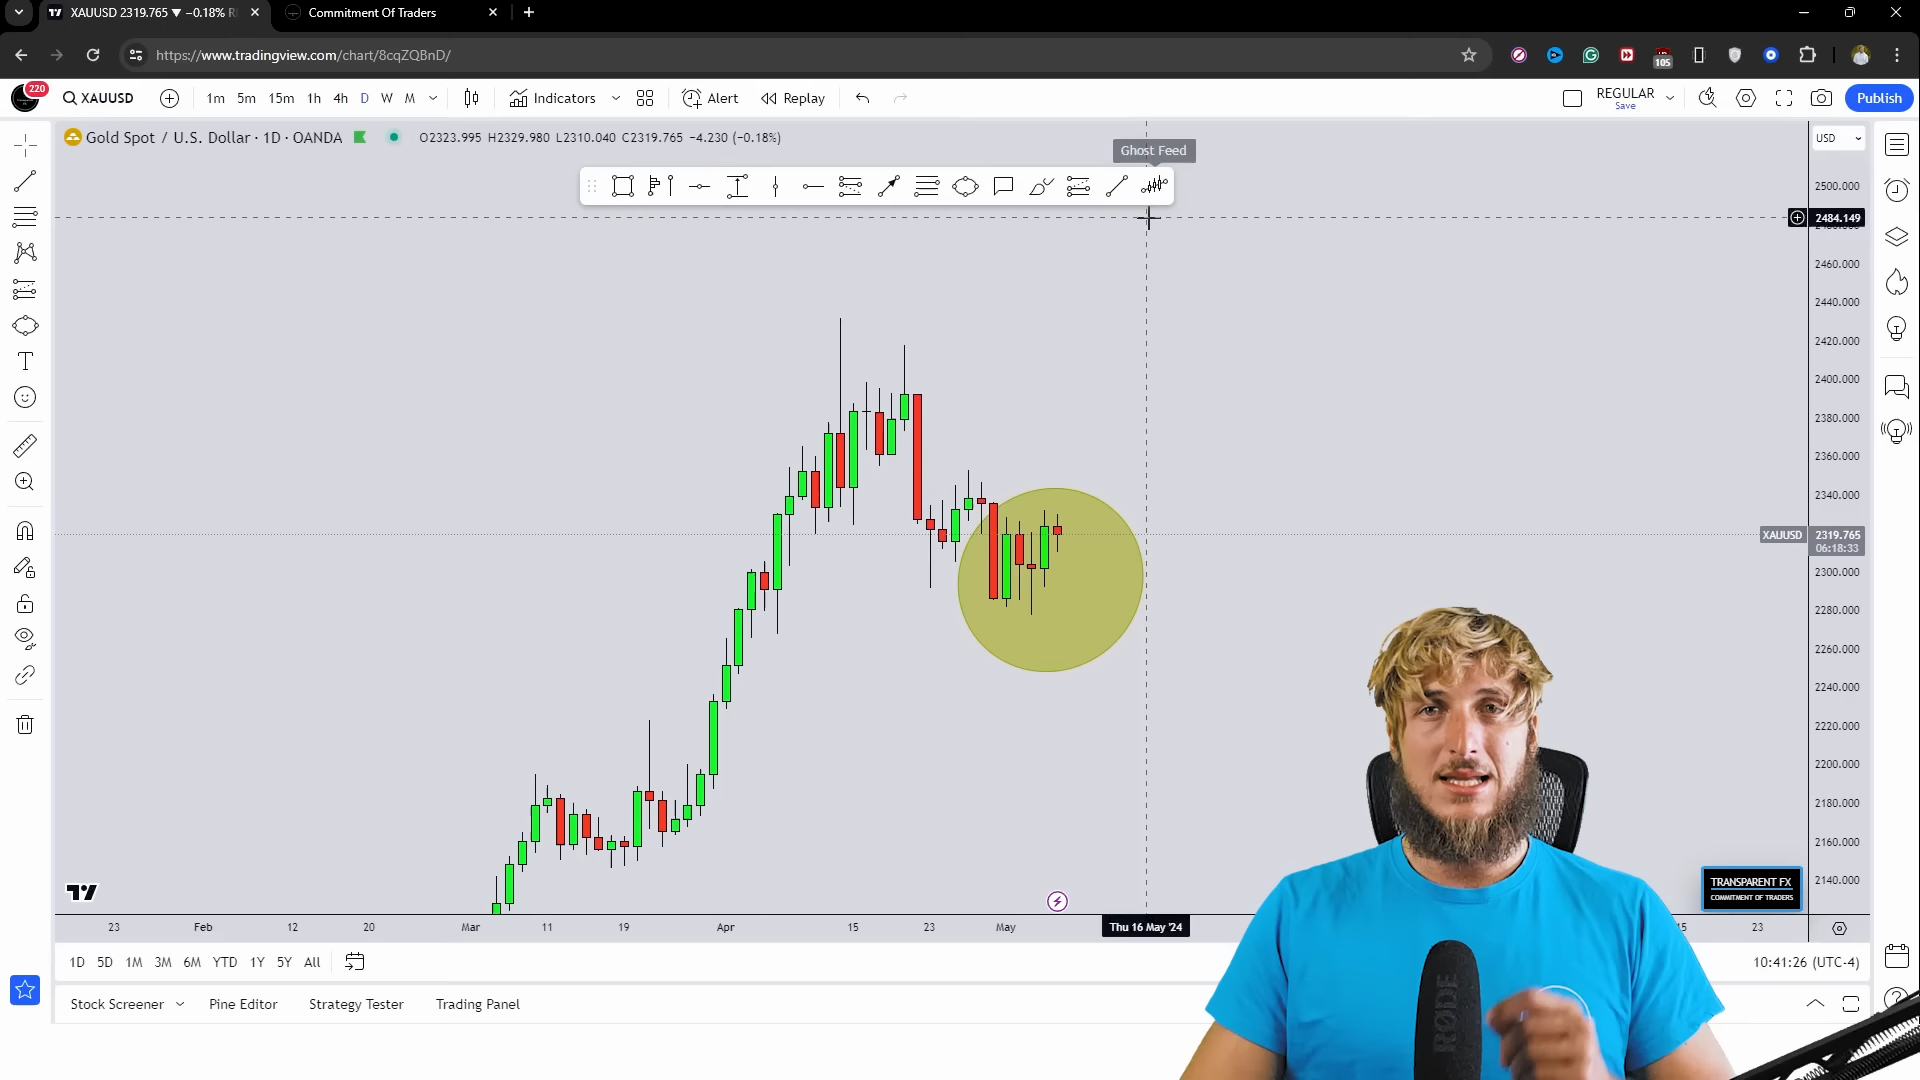 XAUUSD 2319.765 ▼ −0.18% R
Commitment Of Traders
https://www.tradingview.com/chart/8cqZQBnD/
105
220
XAUUSD
1m 5m 15m 1h 4h D W M
Indicators
Alert
Replay
REGULAR
Save
Publish
Gold Spot / U.S. Dollar · 1D · OANDA
O2323.995 H2329.980 L2310.040 C2319.765 −4.230 (−0.18%)
Ghost Feed
USD
2500.000
2484.149
2460.000
2440.000
2420.000
2400.000
2380.000
2360.000
2340.000
XAUUSD
2319.765
06:18:33
2300.000
2280.000
2260.000
2240.000
2220.000
2200.000
2180.000
2160.000
2140.000
TRANSPARENT FX
COMMITMENT OF TRADERS
RØDE
23 Feb 12 20 Mar 11 19 Apr 15 23 May Thu 16 May '24 23
1D 5D 1M 3M 6M YTD 1Y 5Y All
10:41:26 (UTC-4)
Stock Screener Pine Editor Strategy Tester Trading Panel